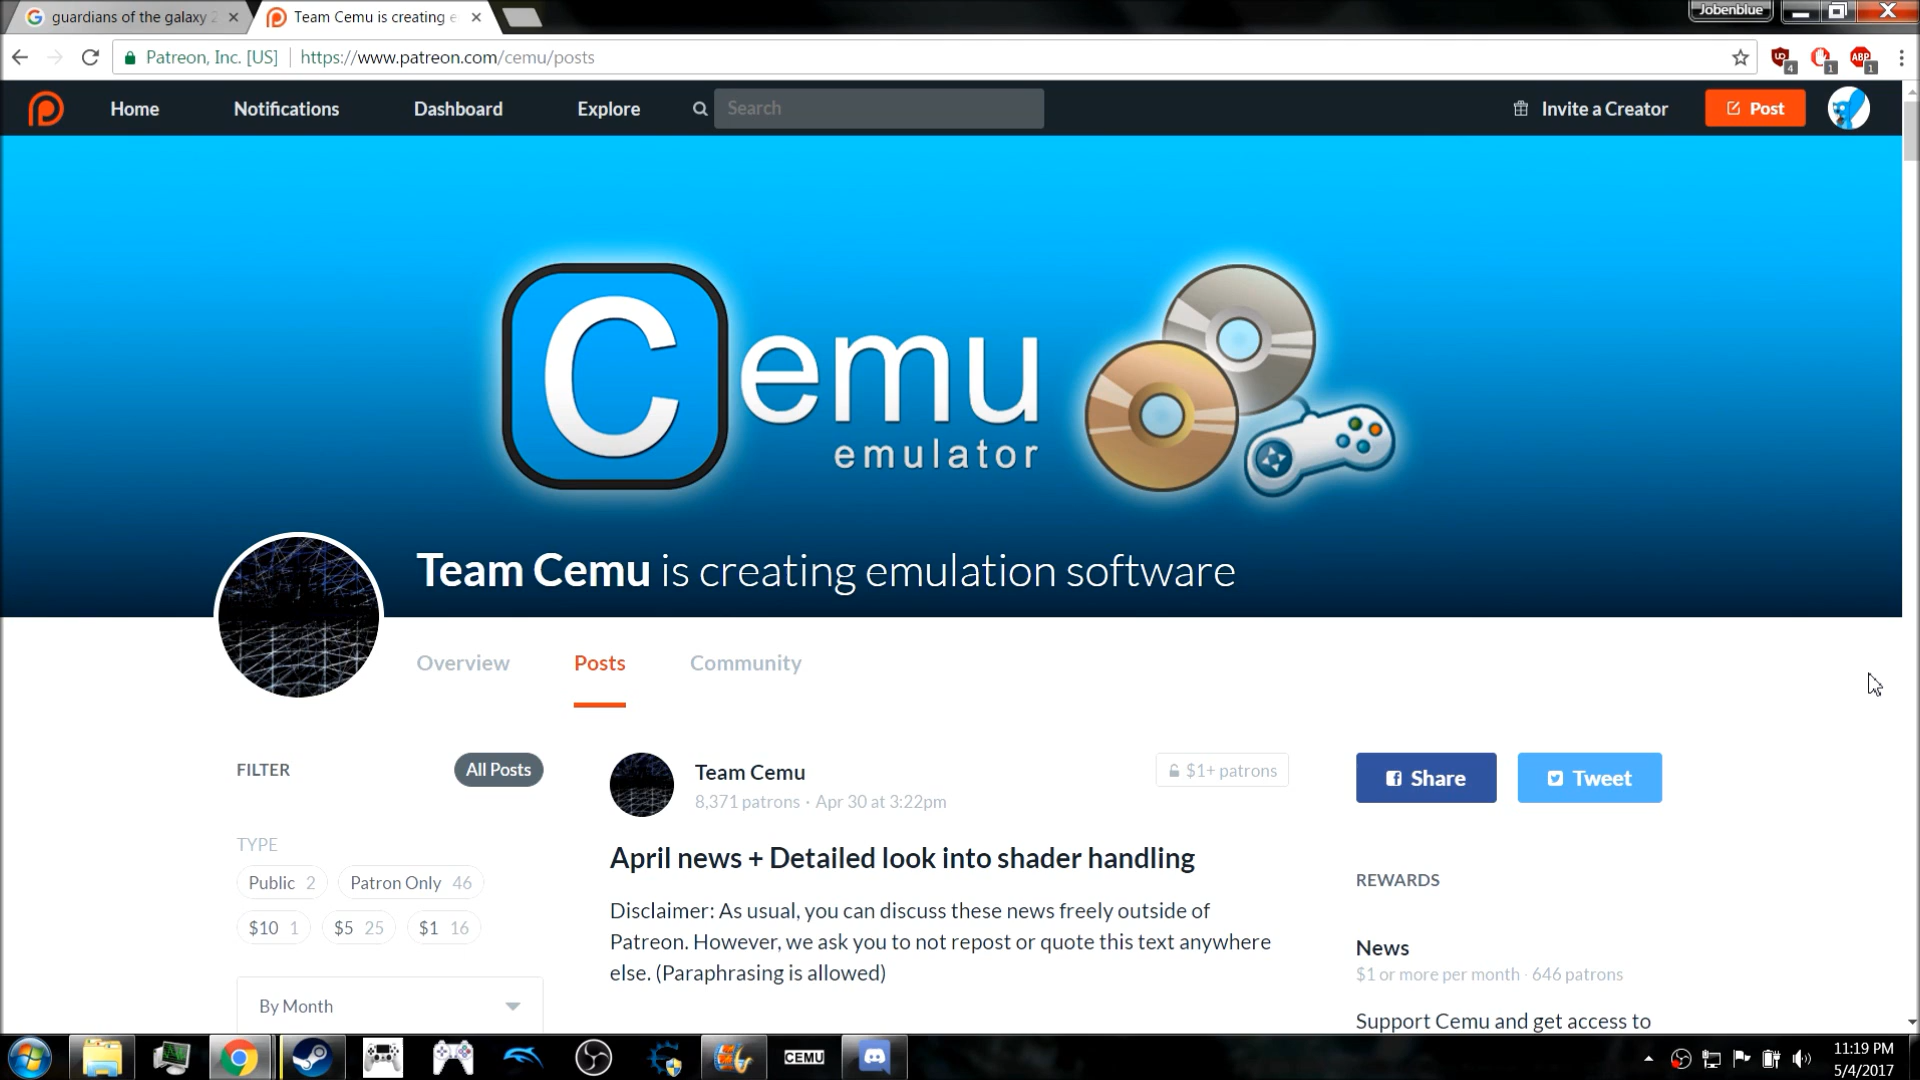 guardians of the galaxy 2
Team Cemu is creating e
Jobenblue
Patreon, Inc. [US]
https://www.patreon.com/cemu/posts
4
1
ABP
1
Home
Notifications
Dashboard
Explore
Search
Invite a Creator
Post
Cemu
emulator
Team Cemu is creating emulation software
Overview
Posts
Community
FILTER
All Posts
TYPE
Public 2
Patron Only 46
$10 1
$5 25
$1 16
By Month
Team Cemu
8,371 patrons · Apr 30 at 3:22pm
$1+ patrons
April news + Detailed look into shader handling
Disclaimer: As usual, you can discuss these news freely outside of
Patreon. However, we ask you to not repost or quote this text anywhere
else. (Paraphrasing is allowed)
Share
Tweet
REWARDS
News
$1 or more per month · 646 patrons
Support Cemu and get access to
CEMU
11:19 PM
5/4/2017